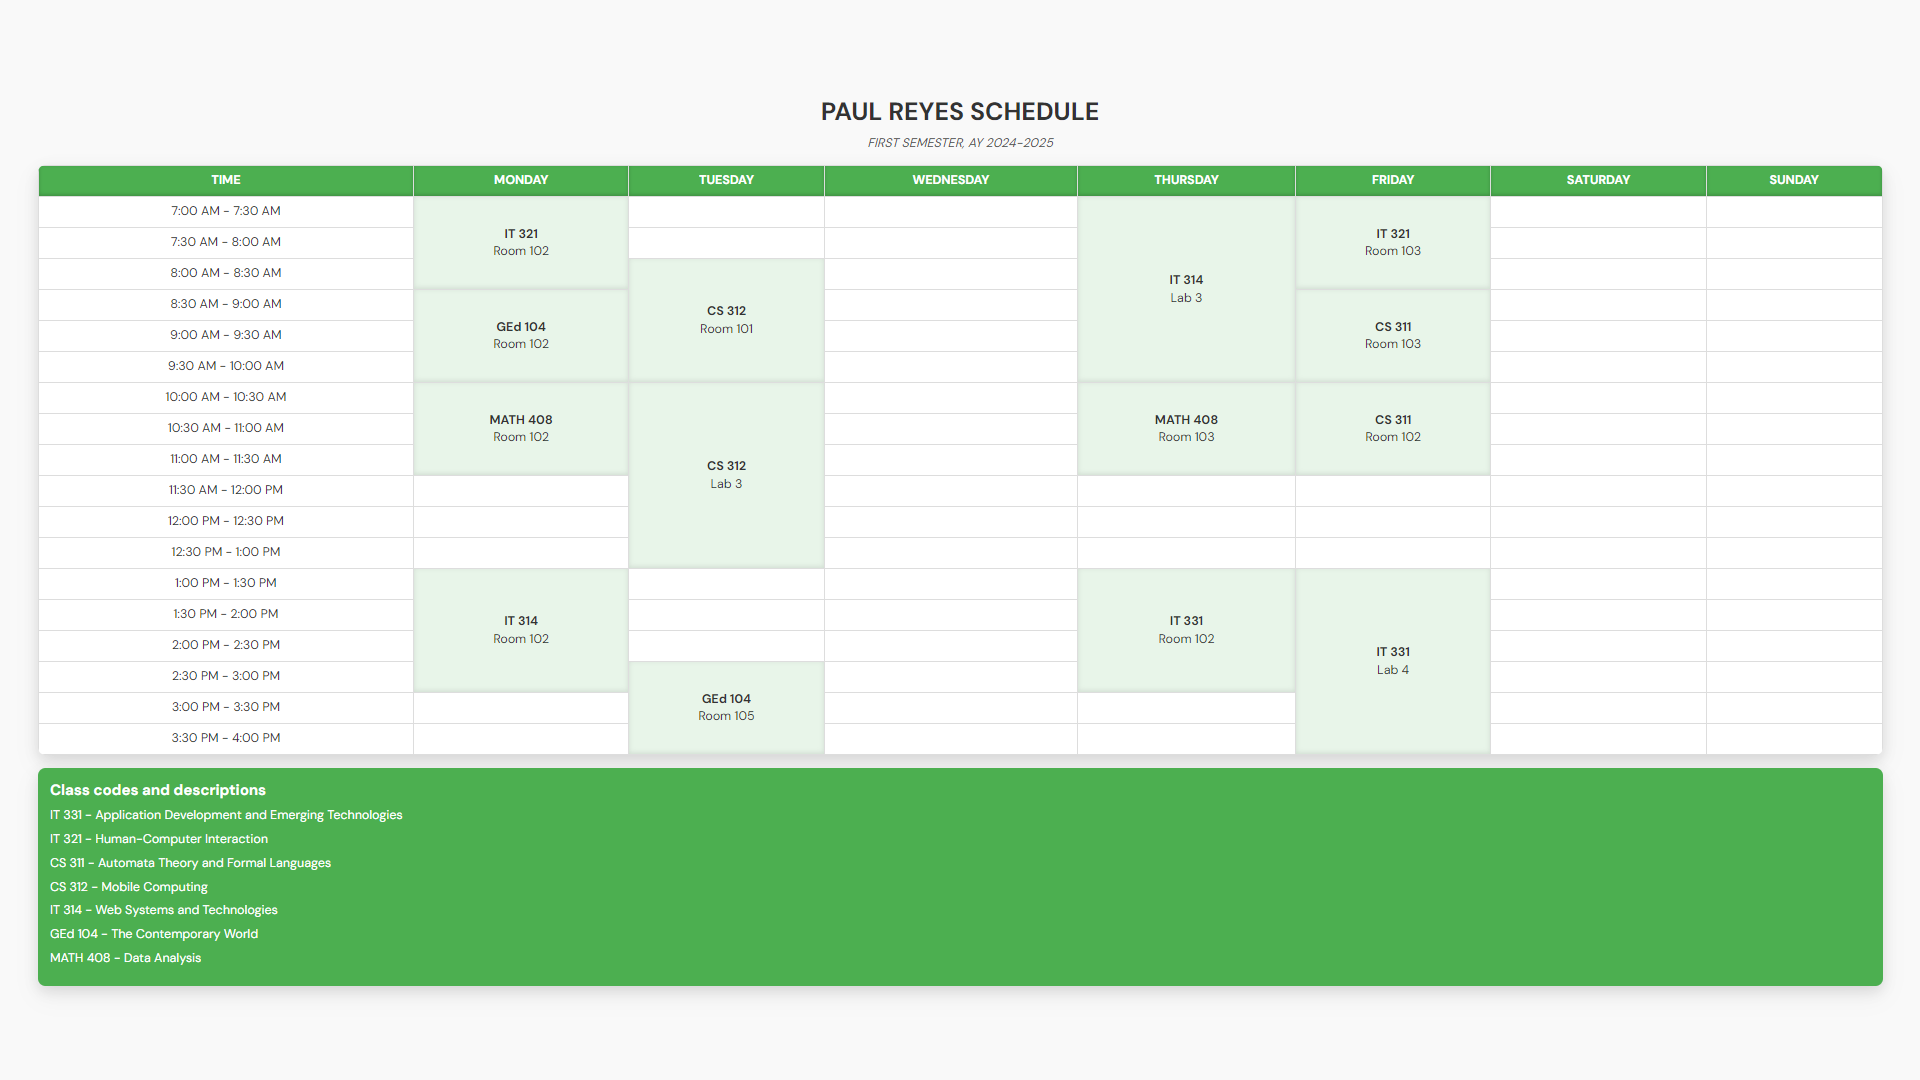 PAUL REYES SCHEDULE
FIRST SEMESTER, AY 2024-2025
TIME MONDAY TUESDAY WEDNESDAY THURSDAY FRIDAY SATURDAY SUNDAY
7:00 AM - 7:30 AM
7:30 AM - 8:00 AM
8:00 AM - 8:30 AM
8:30 AM - 9:00 AM
9:00 AM - 9:30 AM
9:30 AM - 10:00 AM
10:00 AM - 10:30 AM
10:30 AM - 11:00 AM
11:00 AM - 11:30 AM
11:30 AM - 12:00 PM
12:00 PM - 12:30 PM
12:30 PM - 1:00 PM
1:00 PM - 1:30 PM
1:30 PM - 2:00 PM
2:00 PM - 2:30 PM
2:30 PM - 3:00 PM
3:00 PM - 3:30 PM
3:30 PM - 4:00 PM
IT 321
Room 102
GEd 104
Room 102
MATH 408
Room 102
IT 314
Room 102
CS 312
Room 101
CS 312
Lab 3
GEd 104
Room 105
IT 314
Lab 3
MATH 408
Room 103
IT 331
Room 102
IT 321
Room 103
CS 311
Room 103
CS 311
Room 102
IT 331
Lab 4
Class codes and descriptions
IT 331 - Application Development and Emerging Technologies
IT 321 - Human-Computer Interaction
CS 311 - Automata Theory and Formal Languages
CS 312 - Mobile Computing
IT 314 - Web Systems and Technologies
GEd 104 - The Contemporary World
MATH 408 - Data Analysis